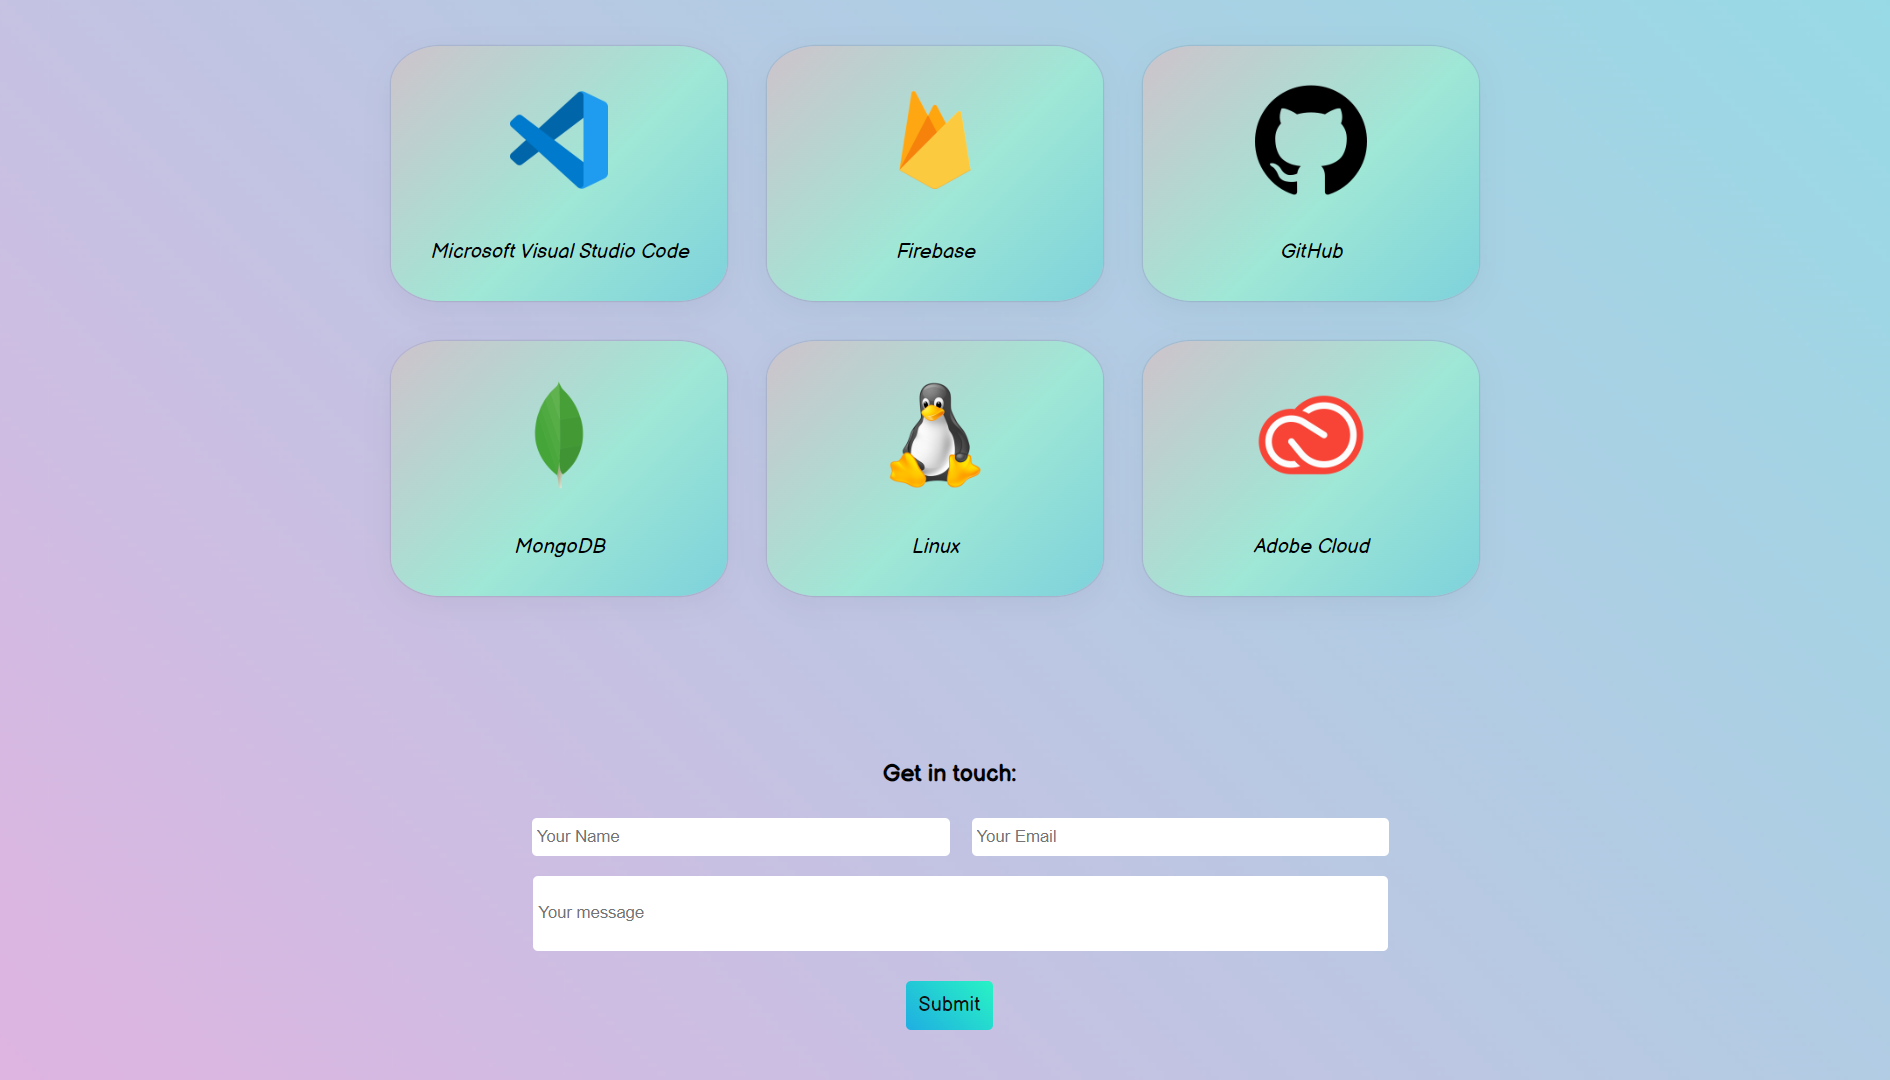 Microsoft Visual Studio Code
Firebase
GitHub
MongoDB
Linux
Adobe Cloud
Get in touch:
Your Name
Your Email
Your message
Submit